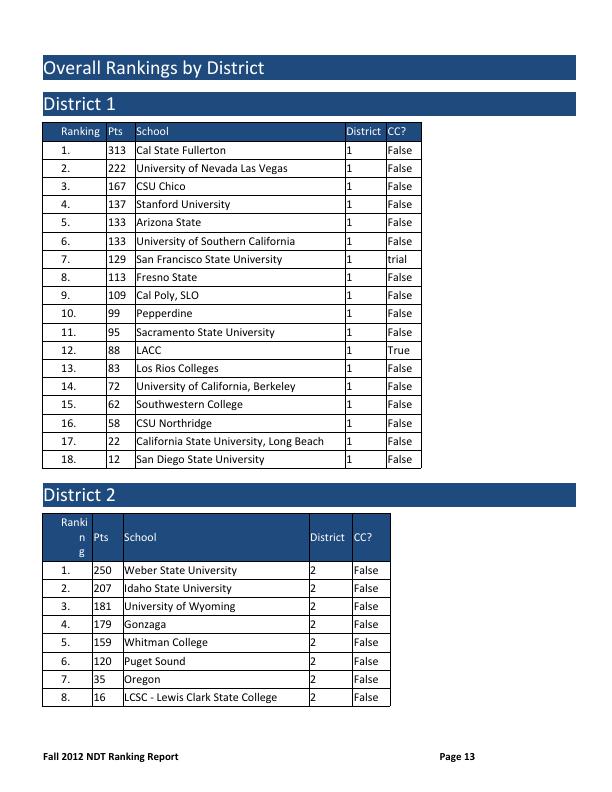 Overall Rankings by District
District 1
Ranking Pts School District CC?
1. 313 Cal State Fullerton 1 False
2. 222 University of Nevada Las Vegas 1 False
3. 167 CSU Chico 1 False
4. 137 Stanford University 1 False
5. 133 Arizona State 1 False
6. 133 University of Southern California 1 False
7. 129 San Francisco State University 1 trial
8. 113 Fresno State 1 False
9. 109 Cal Poly, SLO 1 False
10. 99 Pepperdine 1 False
11. 95 Sacramento State University 1 False
12. 88 LACC 1 True
13. 83 Los Rios Colleges 1 False
14. 72 University of California, Berkeley 1 False
15. 62 Southwestern College 1 False
16. 58 CSU Northridge 1 False
17. 22 California State University, Long Beach 1 False
18. 12 San Diego State University 1 False
District 2
Ranki
n Pts School District CC?
g
1. 250 Weber State University 2 False
2. 207 Idaho State University 2 False
3. 181 University of Wyoming 2 False
4. 179 Gonzaga 2 False
5. 159 Whitman College 2 False
6. 120 Puget Sound 2 False
7. 35 Oregon 2 False
8. 16 LCSC - Lewis Clark State College 2 False
Fall 2012 NDT Ranking Report Page 13